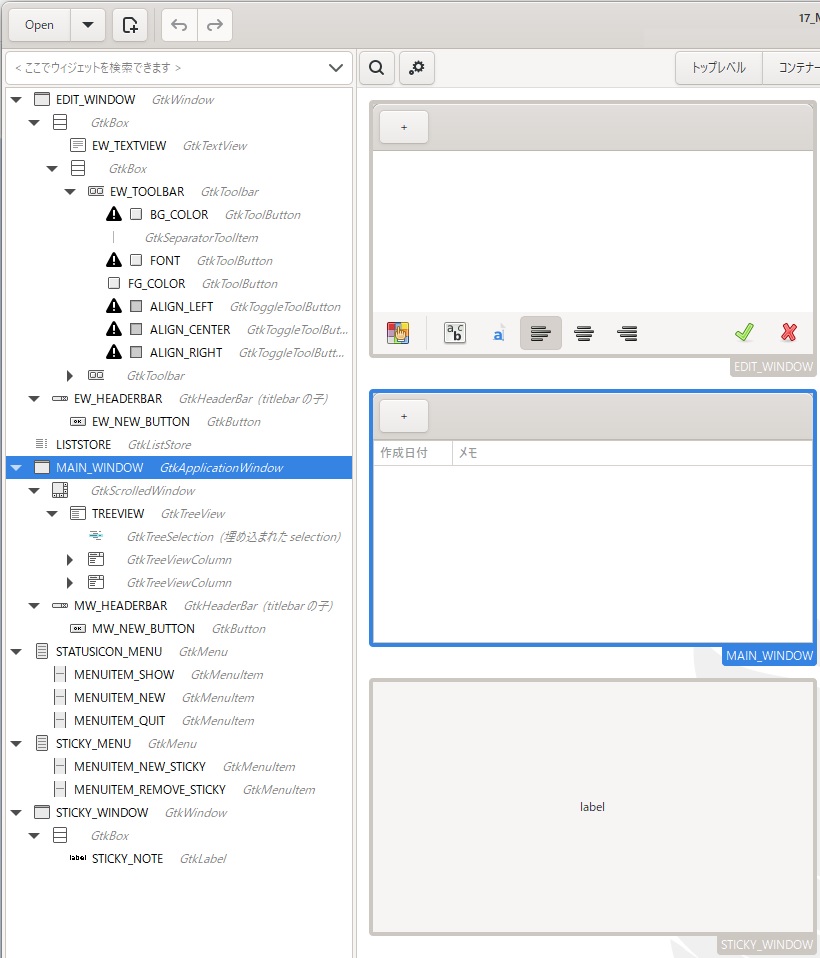 Open
17_M
< ここでウィジェットを検索できます >
トップレベル
コンテナー
EDIT_WINDOW GtkWindow
GtkBox
EW_TEXTVIEW GtkTextView
GtkBox
EW_TOOLBAR GtkToolbar
BG_COLOR GtkToolButton
GtkSeparatorToolItem
FONT GtkToolButton
FG_COLOR GtkToolButton
ALIGN_LEFT GtkToggleToolButton
ALIGN_CENTER GtkToggleToolBut...
ALIGN_RIGHT GtkToggleToolButt...
GtkToolbar
EW_HEADERBAR GtkHeaderBar (titlebar の子)
EW_NEW_BUTTON GtkButton
LISTSTORE GtkListStore
MAIN_WINDOW GtkApplicationWindow
GtkScrolledWindow
TREEVIEW GtkTreeView
GtkTreeSelection (埋め込まれた selection)
GtkTreeViewColumn
GtkTreeViewColumn
MW_HEADERBAR GtkHeaderBar (titlebar の子)
MW_NEW_BUTTON GtkButton
STATUSICON_MENU GtkMenu
MENUITEM_SHOW GtkMenuItem
MENUITEM_NEW GtkMenuItem
MENUITEM_QUIT GtkMenuItem
STICKY_MENU GtkMenu
MENUITEM_NEW_STICKY GtkMenuItem
MENUITEM_REMOVE_STICKY GtkMenuItem
STICKY_WINDOW GtkWindow
GtkBox
label STICKY_NOTE GtkLabel
+
a b c
a
EDIT_WINDOW
+
作成日付 メモ
MAIN_WINDOW
label
STICKY_WINDOW